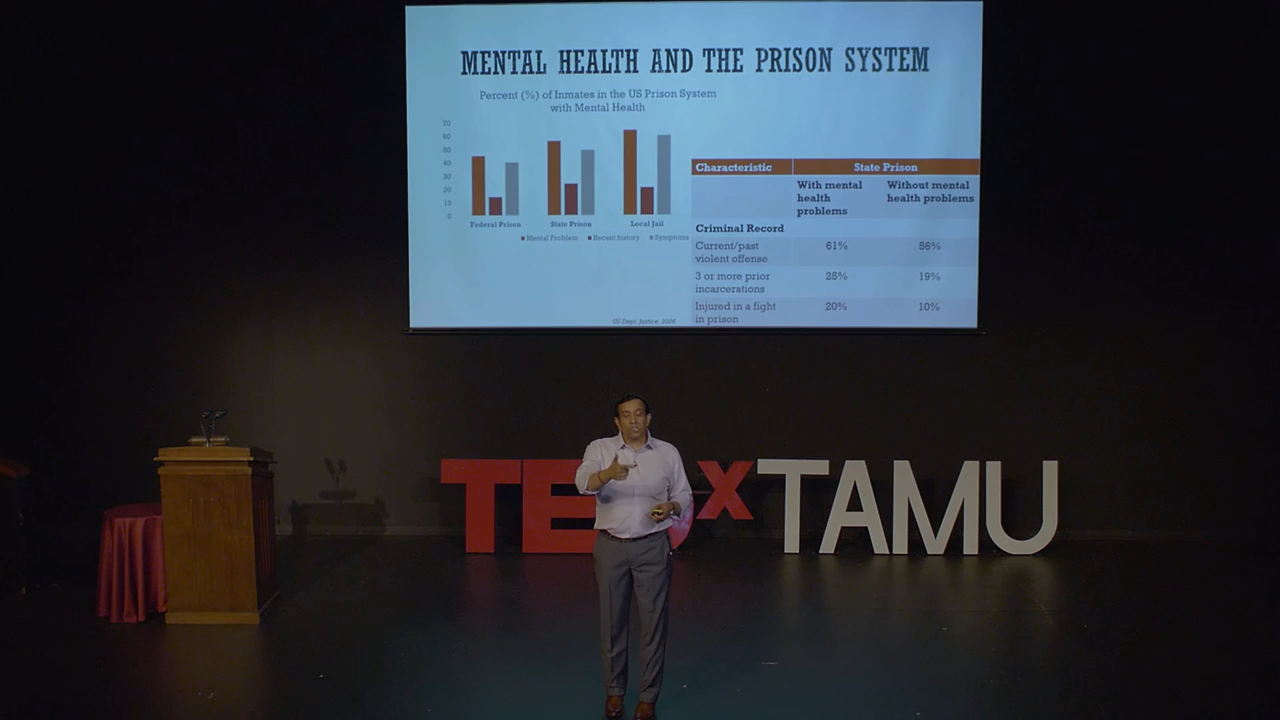 MENTAL HEALTH AND THE PRISON SYSTEM
Percent (%) of Inmates in the US Prison System
with Mental Health
70
60
50
40
30
20
10
0
Federal Prison State Prison Local Jail
Mental Problem Recent history Symptoms
Characteristic State Prison
With mental
health
problems
Without mental
health problems
Criminal Record
Current/past
violent offense
61% 56%
3 or more prior
incarcerations
25% 19%
Injured in a fight
in prison
20% 10%
US Dept. Justice, 2006
TEDx TAMU